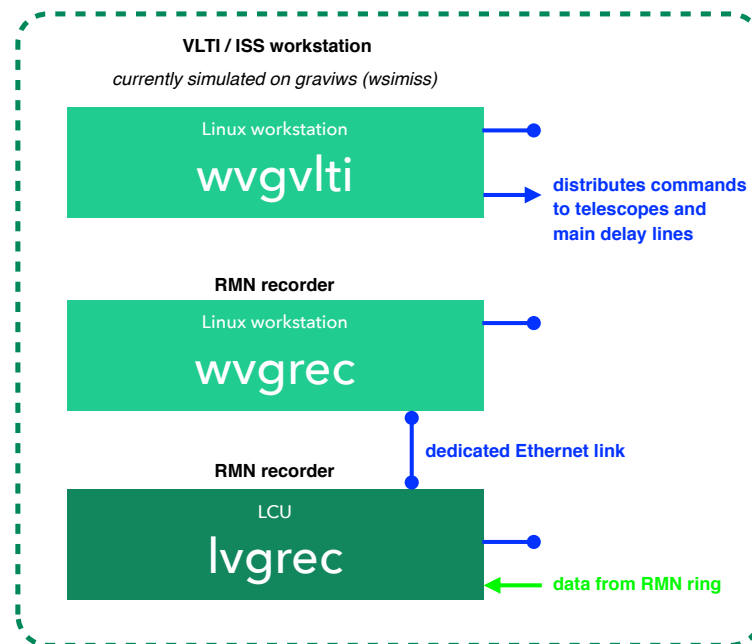 VLTI / ISS workstation
currently simulated on graviws (wsimiss)
Linux workstation
wvgvlti
distributes commands
to telescopes and
main delay lines
RMN recorder
Linux workstation
wvgrec
dedicated Ethernet link
RMN recorder
LCU
lvgrec
data from RMN ring